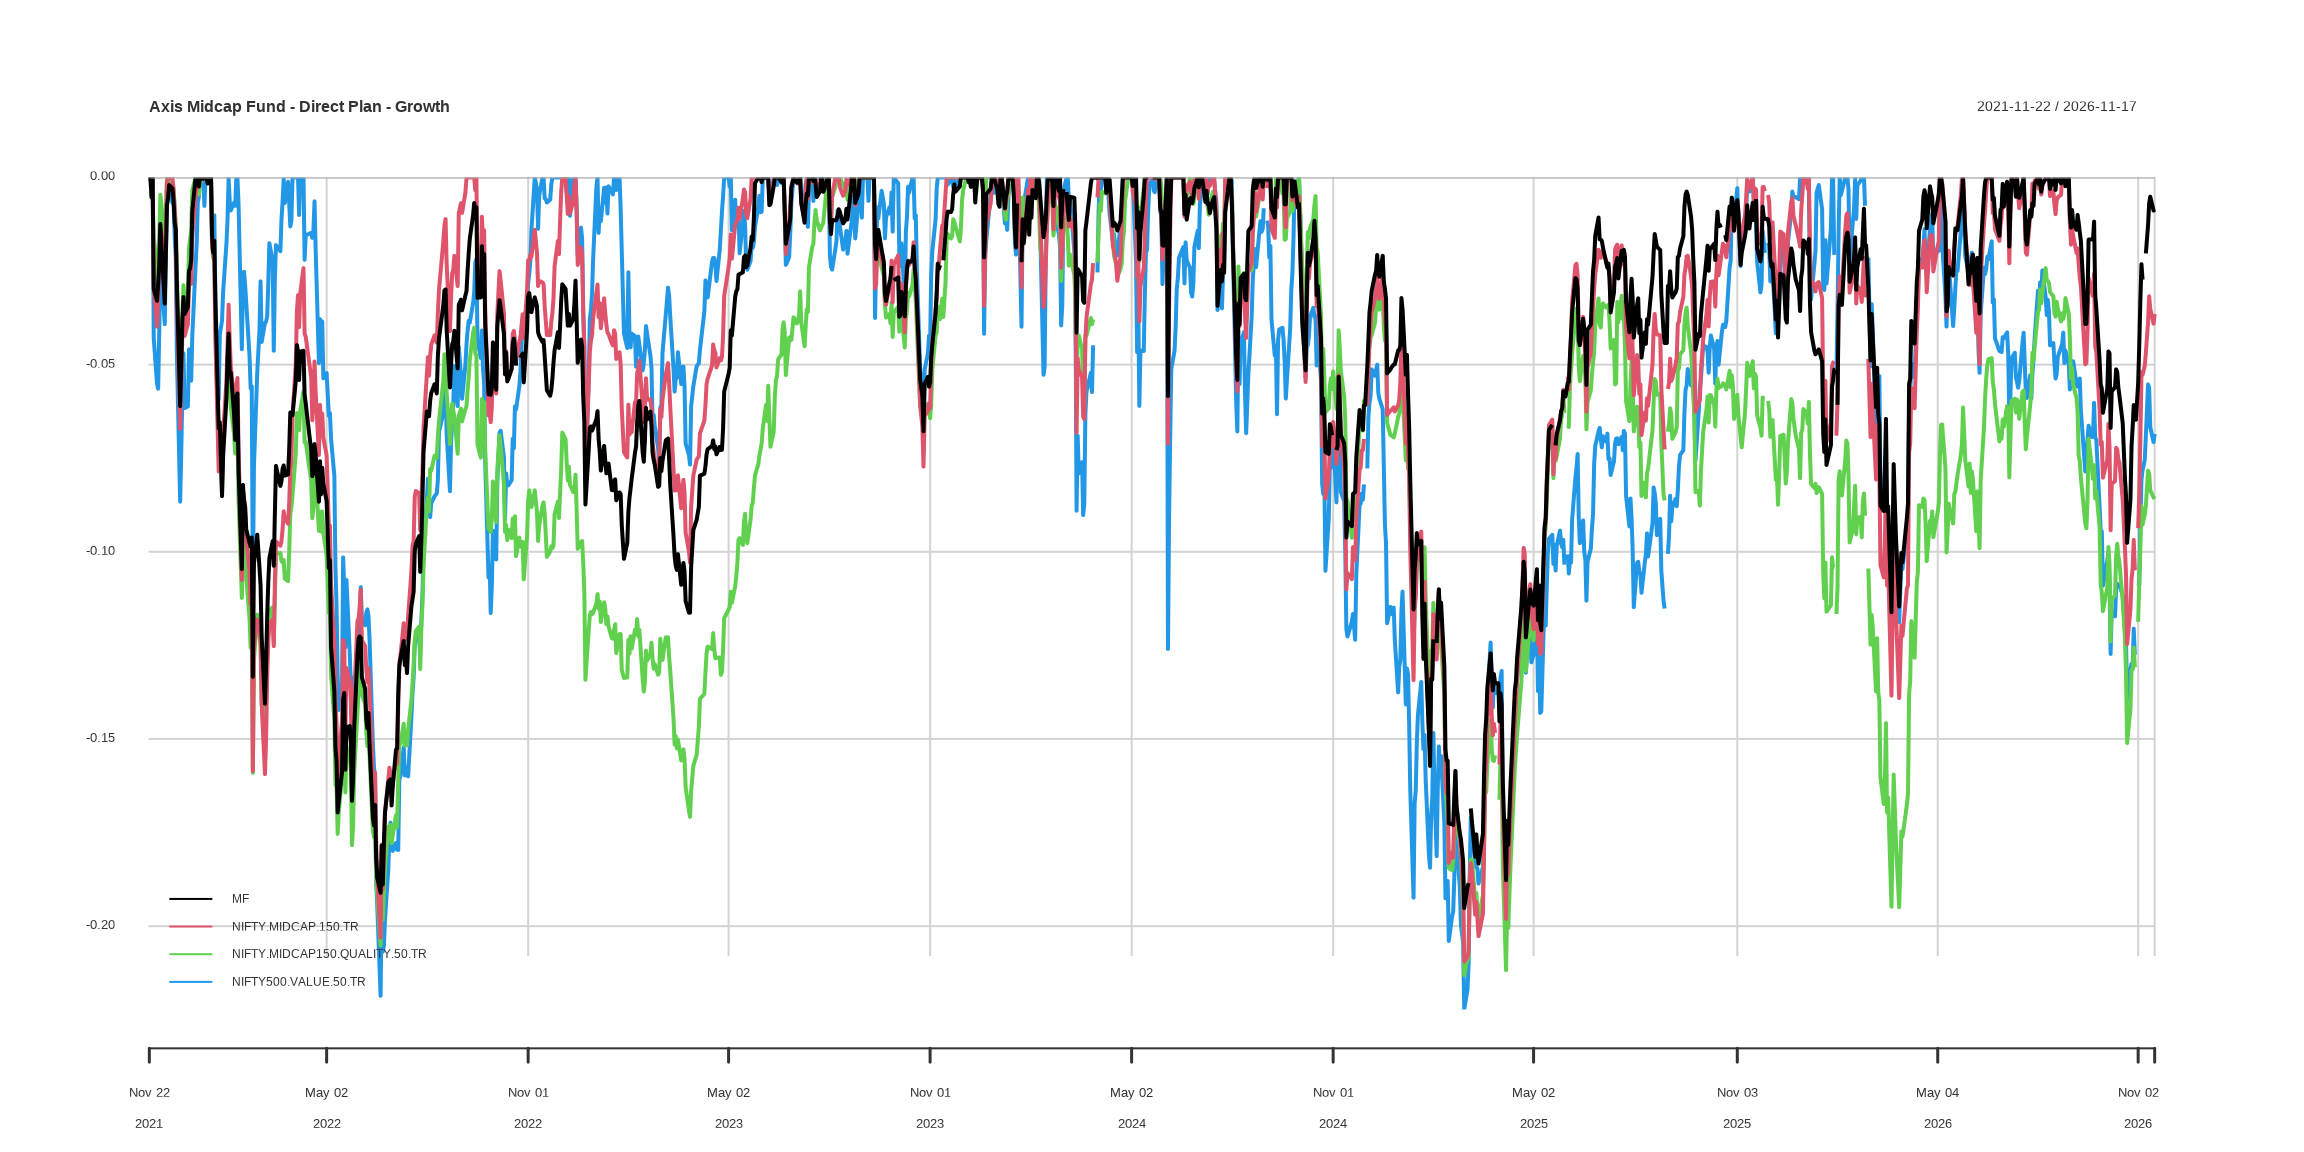 Axis Midcap Fund - Direct Plan - Growth
2021-11-22 / 2026-11-17
0.00
-0.05
-0.10
-0.15
-0.20
MF
NIFTY.MIDCAP.150.TR
NIFTY.MIDCAP150.QUALITY.50.TR
NIFTY500.VALUE.50.TR
Nov 22 May 02 Nov 01 May 02 Nov 01 May 02 Nov 01 May 02 Nov 03 May 04 Nov 02
2021 2022 2022 2023 2023 2024 2024 2025 2025 2026 2026